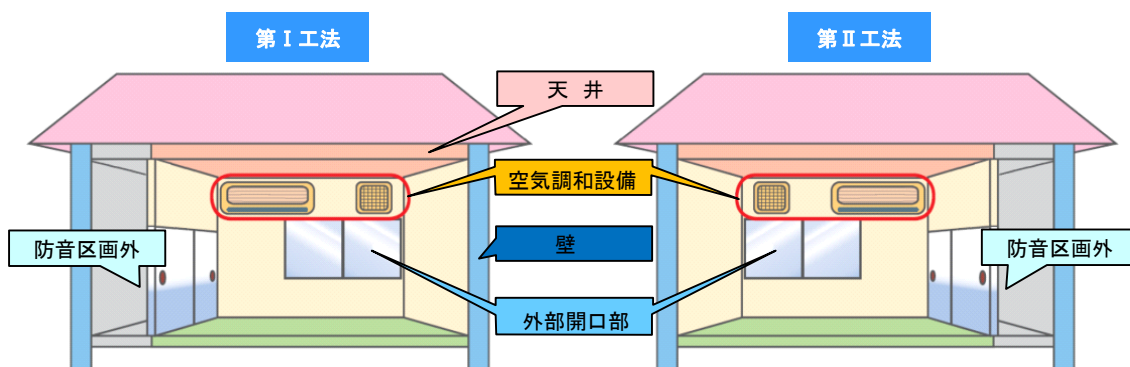 第Ⅰ工法
第Ⅱ工法
天 井
空気調和設備
防音区画外
壁
防音区画外
外部開口部